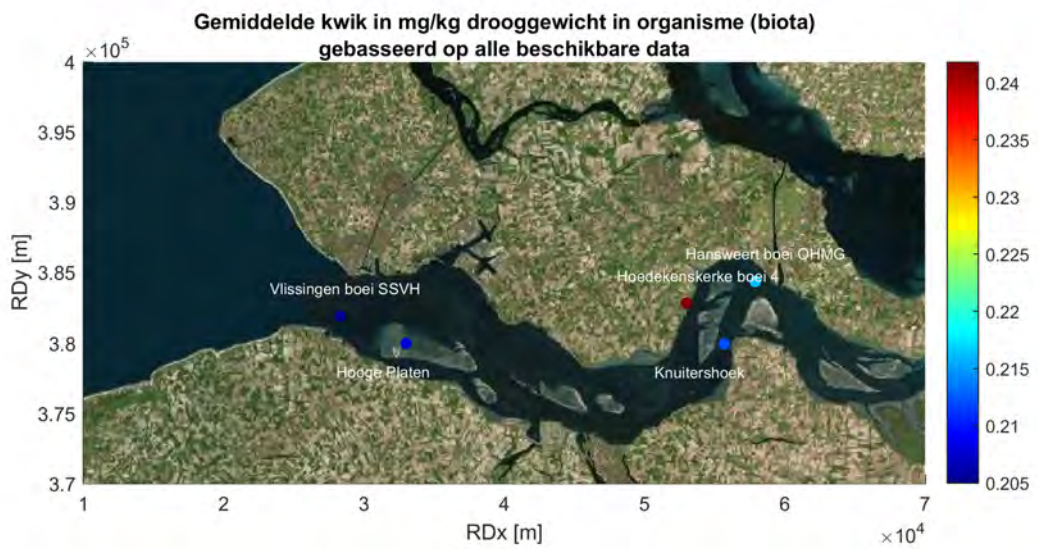 Gemiddelde kwik in mg/kg drooggewicht in organisme (biota)
gebasseerd op alle beschikbare data
×10⁵
4
3.95
3.9
3.85
3.8
3.75
3.7
RDy [m]
Hansweert boei OHMG
Hoedekenskerke boei 4
Vlissingen boei SSVH
Hooge Platen
Knuitershoek
1 2 3 4 5 6 7
RDx [m]
×10⁴
0.24
0.235
0.23
0.225
0.22
0.215
0.21
0.205